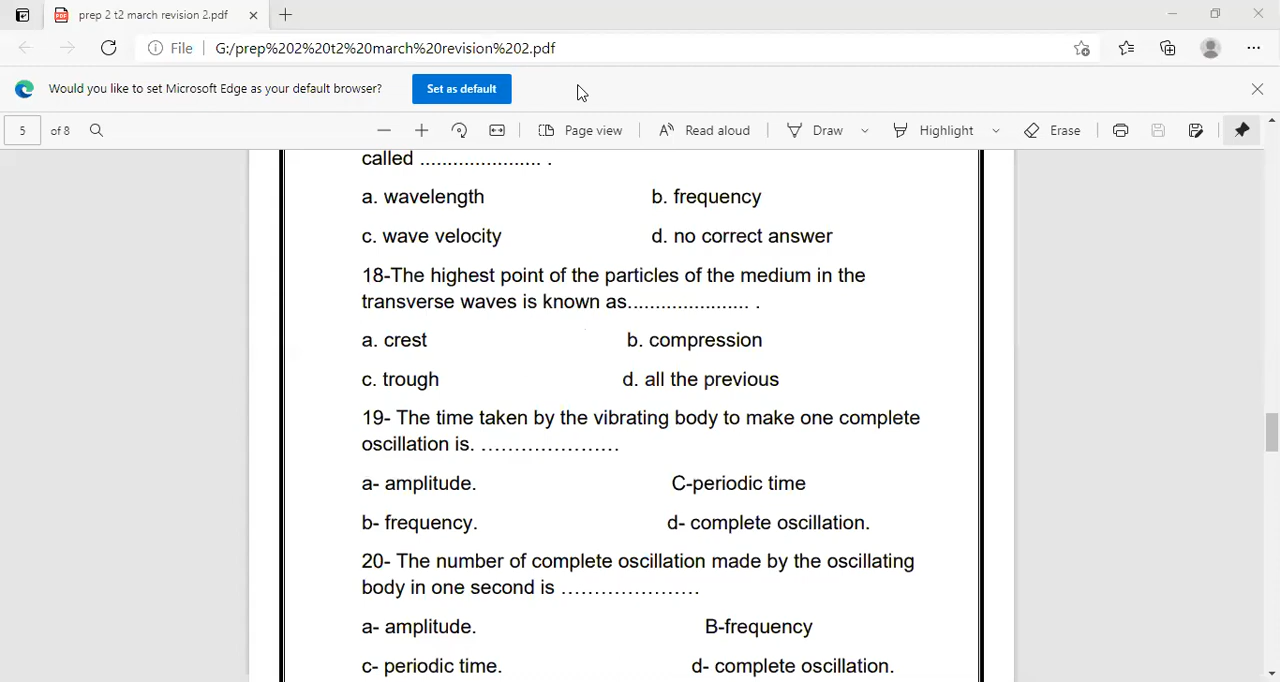 prep 2 t2 march revision 2.pdf
File G:/prep%202%20t2%20march%20revision%202.pdf
Would you like to set Microsoft Edge as your default browser? Set as default
5 of 8 Page view Read aloud Draw Highlight Erase
called ...................... .
a. wavelength b. frequency
c. wave velocity d. no correct answer
18-The highest point of the particles of the medium in the
transverse waves is known as...................... .
a. crest b. compression
c. trough d. all the previous
19- The time taken by the vibrating body to make one complete
oscillation is. …………………
a- amplitude. C-periodic time
b- frequency. d- complete oscillation.
20- The number of complete oscillation made by the oscillating
body in one second is …………………
a- amplitude. B-frequency
c- periodic time. d- complete oscillation.